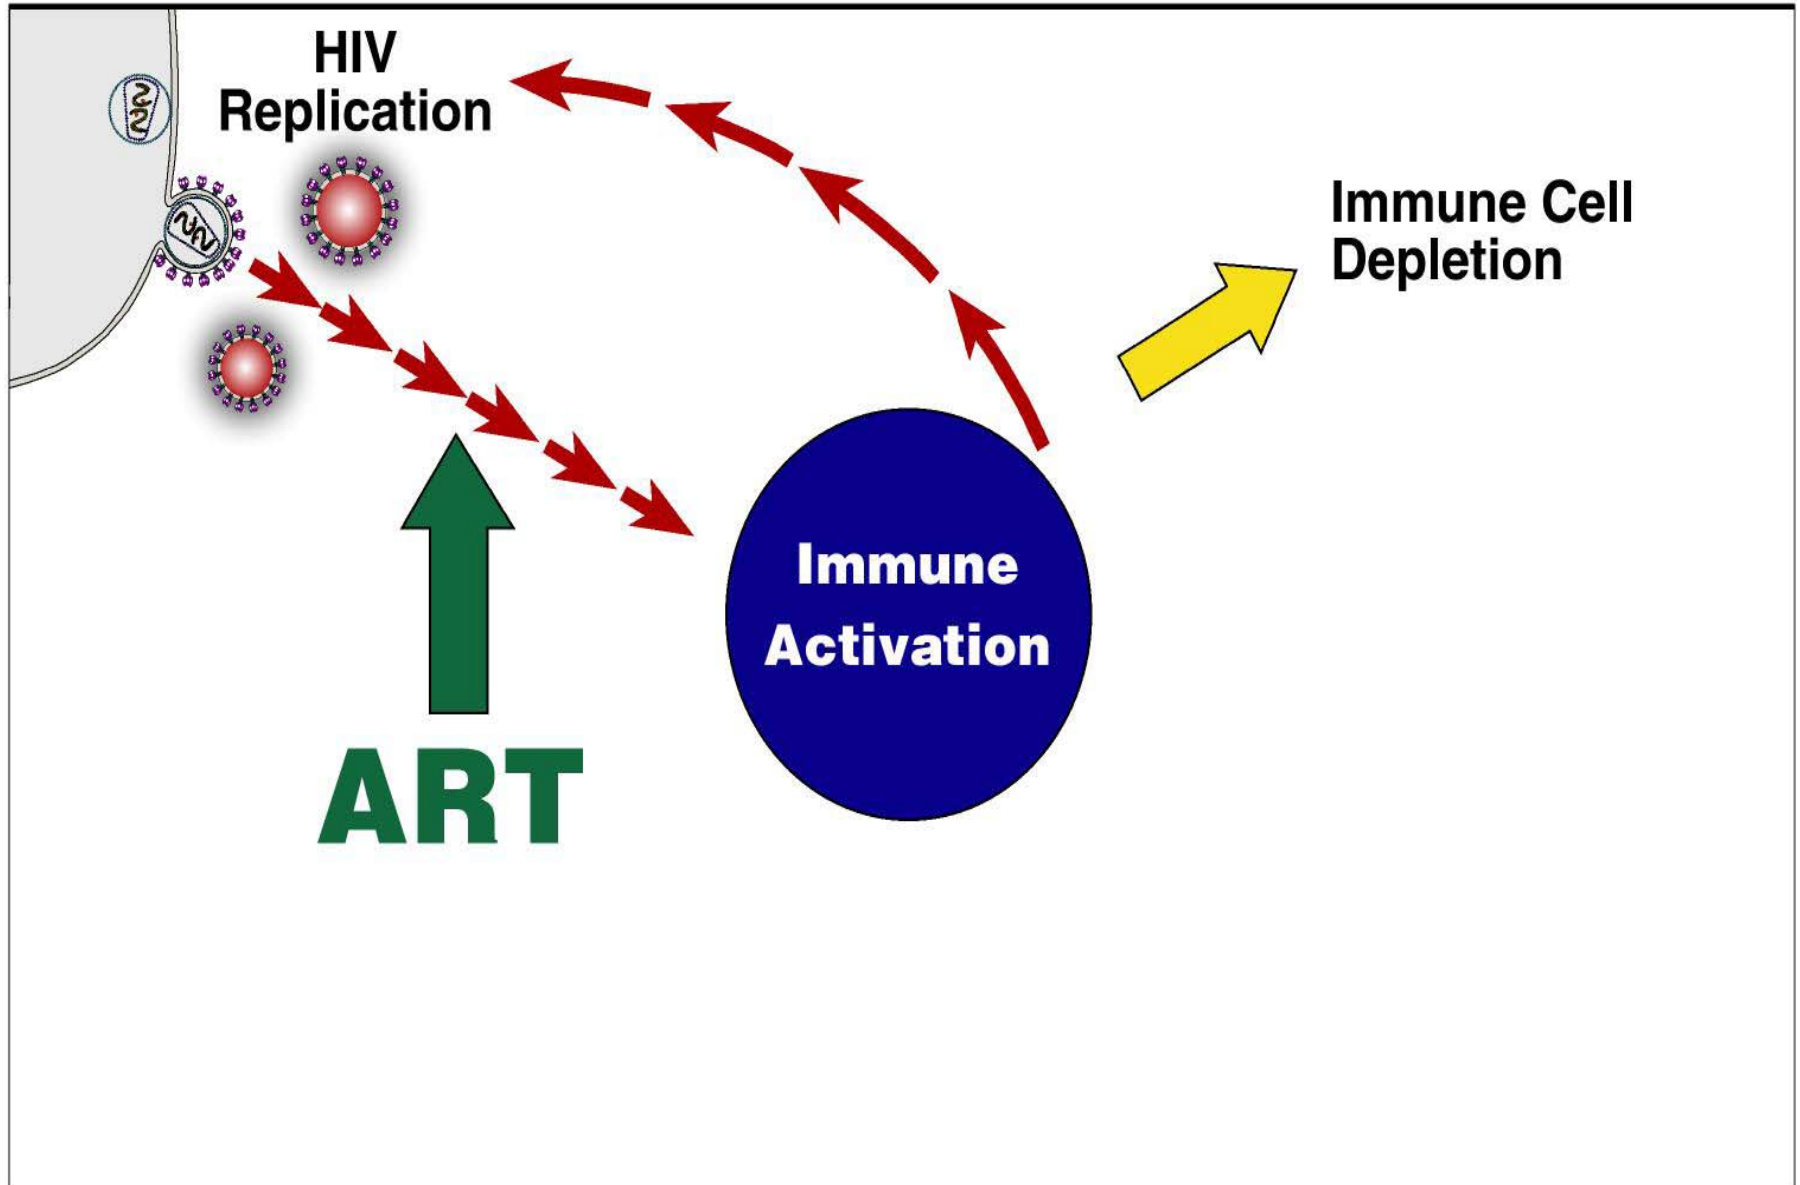 HIV
Replication
Immune Cell
Depletion
Immune
Activation
ART